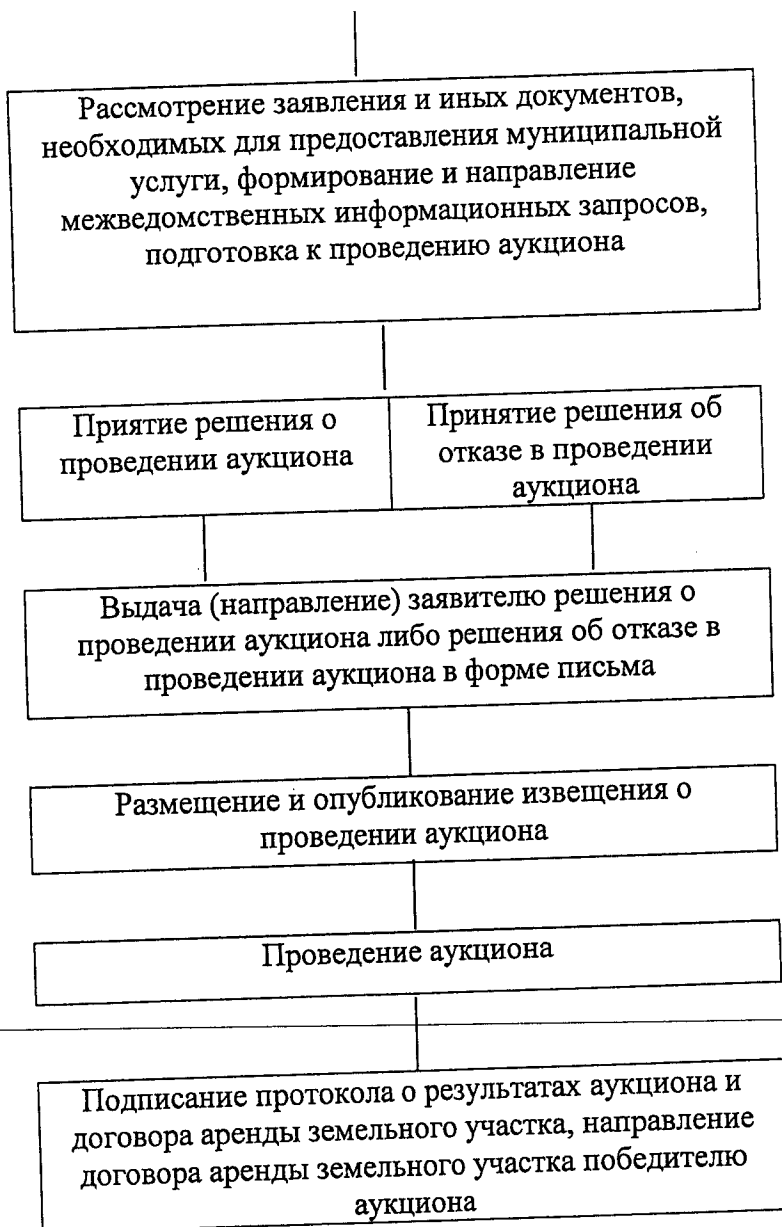 Рассмотрение заявления и иных документов,
необходимых для предоставления муниципальной
услуги, формирование и направление
межведомственных информационных запросов,
подготовка к проведению аукциона
Приятие решения о
проведении аукциона
Принятие решения об
отказе в проведении
аукциона
Выдача (направление) заявителю решения о
проведении аукциона либо решения об отказе в
проведении аукциона в форме письма
Размещение и опубликование извещения о
проведении аукциона
Проведение аукциона
Подписание протокола о результатах аукциона и
договора аренды земельного участка, направление
договора аренды земельного участка победителю
аукциона